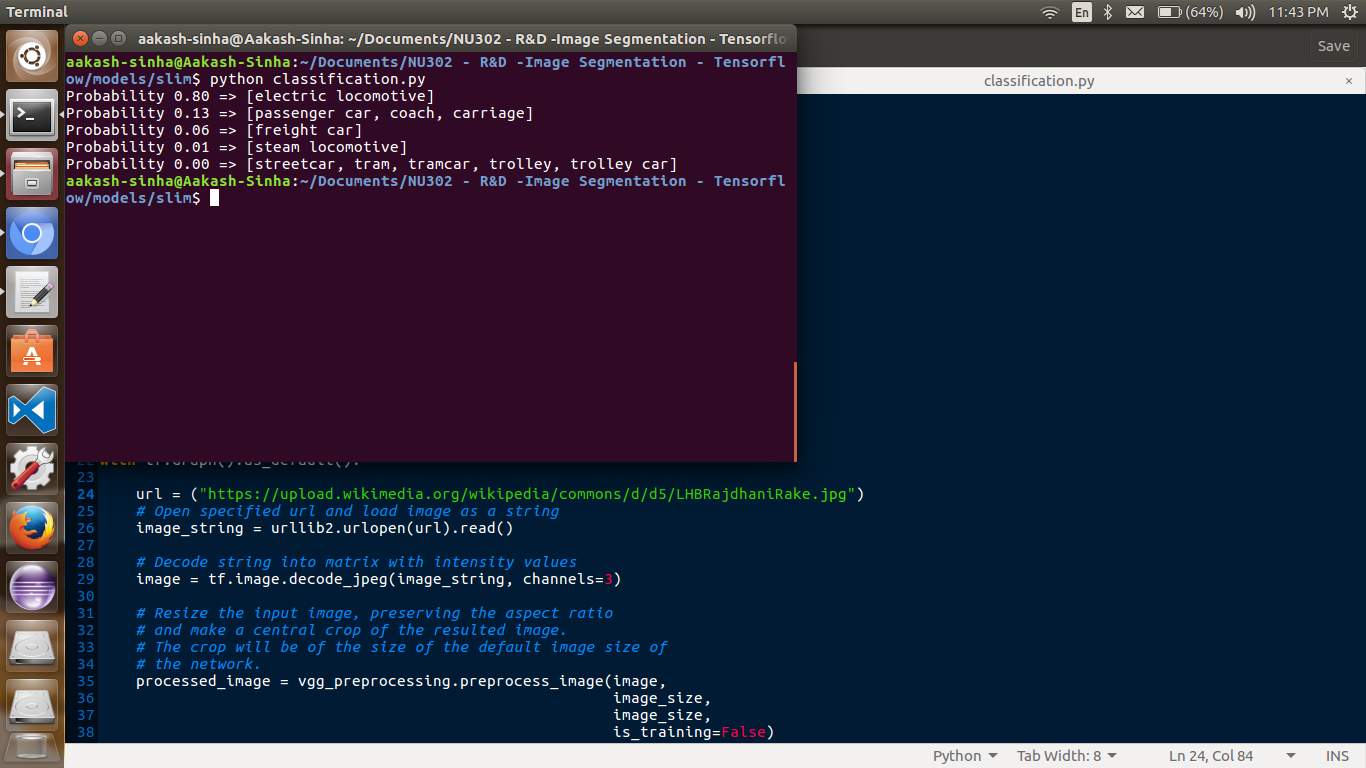 Terminal
En
(64%)
11:43 PM
aakash-sinha@Aakash-Sinha: ~/Documents/NU302 - R&D -Image Segmentation - Tensorflo
Save
classification.py
aakash-sinha@Aakash-Sinha:~/Documents/NU302 - R&D -Image Segmentation - Tensorfl
ow/models/slim$ python classification.py
Probability 0.80 => [electric locomotive]
Probability 0.13 => [passenger car, coach, carriage]
Probability 0.06 => [freight car]
Probability 0.01 => [steam locomotive]
Probability 0.00 => [streetcar, tram, tramcar, trolley, trolley car]
aakash-sinha@Aakash-Sinha:~/Documents/NU302 - R&D -Image Segmentation - Tensorfl
ow/models/slim$
22 with tf.Graph().as_default():
23
24 url = ("https://upload.wikimedia.org/wikipedia/commons/d/d5/LHBRajdhaniRake.jpg")
25 # Open specified url and load image as a string
26 image_string = urllib2.urlopen(url).read()
27
28 # Decode string into matrix with intensity values
29 image = tf.image.decode_jpeg(image_string, channels=3)
30
31 # Resize the input image, preserving the aspect ratio
32 # and make a central crop of the resulted image.
33 # The crop will be of the size of the default image size of
34 # the network.
35 processed_image = vgg_preprocessing.preprocess_image(image,
36 image_size,
37 image_size,
38 is_training=False)
Python
Tab Width: 8
Ln 24, Col 84
INS